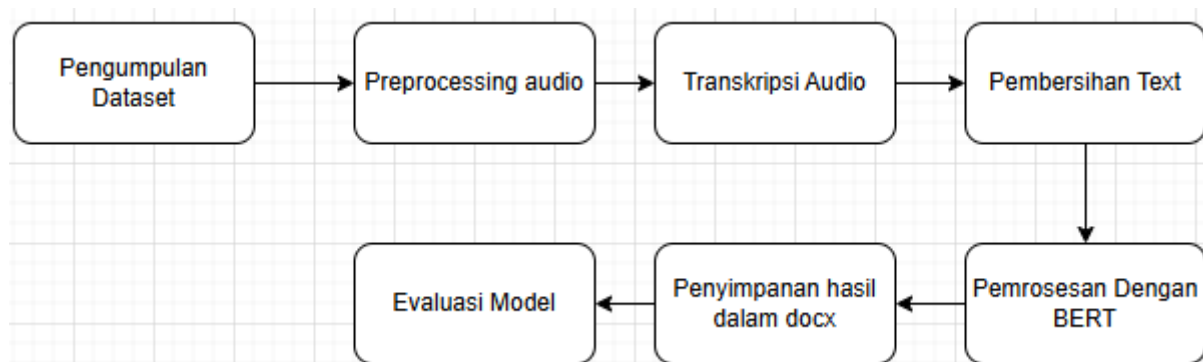 Pengumpulan
Dataset
Preprocessing audio
Transkripsi Audio
Pembersihan Text
Pemrosesan Dengan
BERT
Penyimpanan hasil
dalam docx
Evaluasi Model